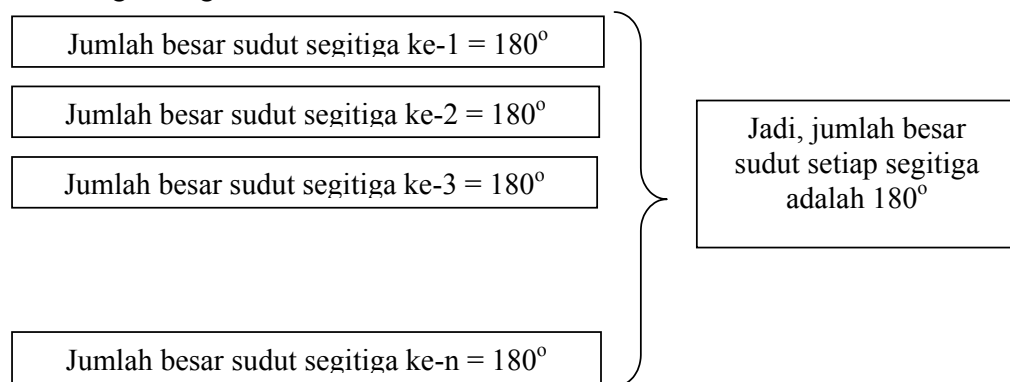 Jumlah besar sudut segitiga ke-1 = 180°
Jumlah besar sudut segitiga ke-2 = 180°
Jumlah besar sudut segitiga ke-3 = 180°
Jumlah besar sudut segitiga ke-n = 180°
Jadi, jumlah besar
sudut setiap segitiga
adalah 180°